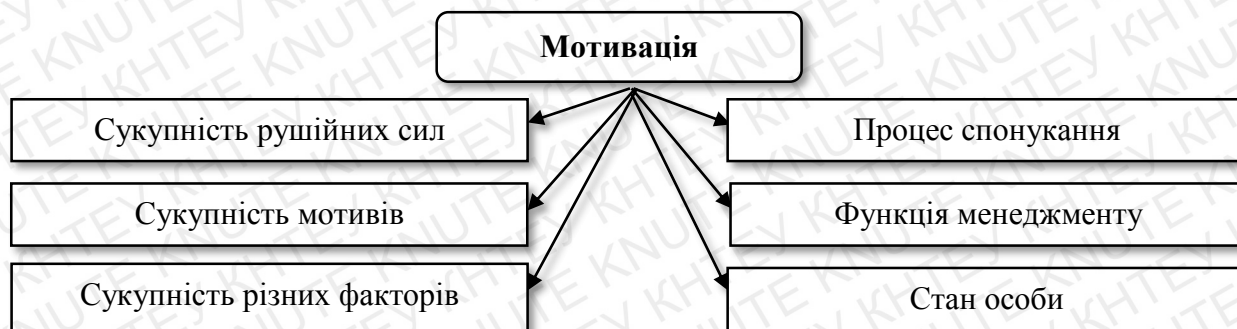 Мотивація
Сукупність рушійних сил
Процес спонукання
Сукупність мотивів
Функція менеджменту
Сукупність різних факторів
Стан особи